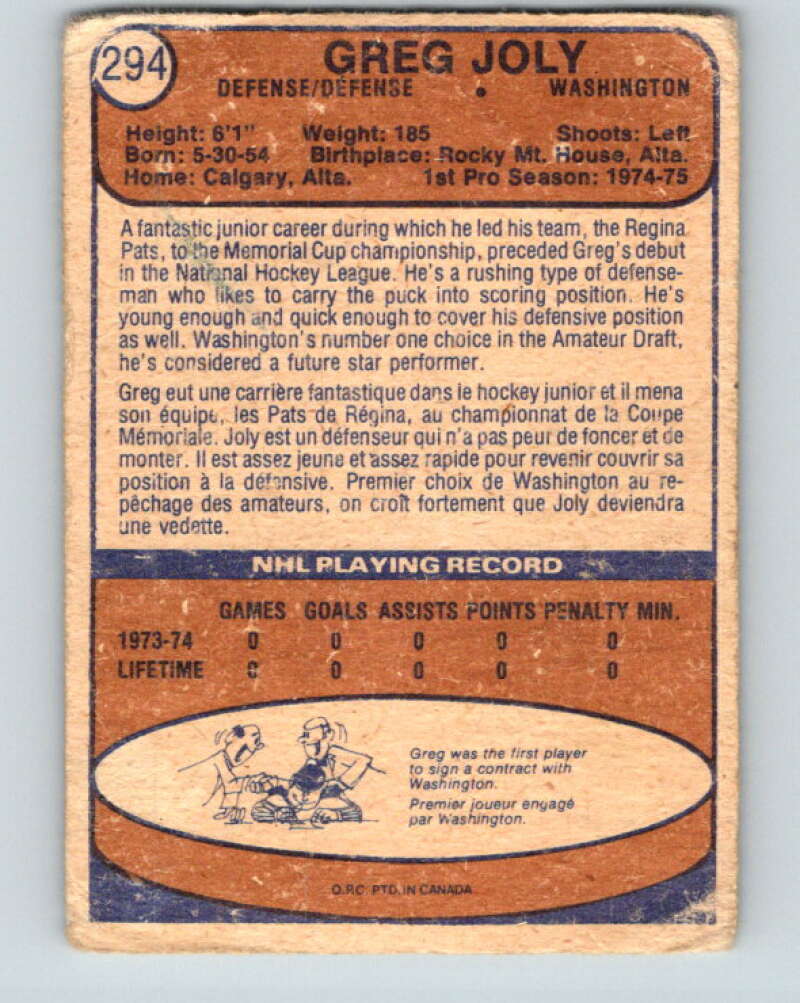 294
GREG JOLY
DEFENSE/DÉFENSE • WASHINGTON
Height: 6'1" Weight: 185 Shoots: Left
Born: 5-30-54 Birthplace: Rocky Mt. House, Alta.
Home: Calgary, Alta. 1st Pro Season: 1974-75
A fantastic junior career during which he led his team, the Regina
Pats, to the Memorial Cup championship, preceded Greg's debut
in the National Hockey League. He's a rushing type of defense-
man who likes to carry the puck into scoring position. He's
young enough and quick enough to cover his defensive position
as well. Washington's number one choice in the Amateur Draft,
he's considered a future star performer.
Greg eut une carrière fantastique dans le hockey junior et il mena
son équipe, les Pats de Régina, au championnat de la Coupe
Mémoriale. Joly est un défenseur qui n'a pas peur de foncer et de
monter. Il est assez jeune et assez rapide pour revenir couvrir sa
position à la défensive. Premier choix de Washington au re-
pêchage des amateurs, on croît fortement que Joly deviendra
une vedette.
NHL PLAYING RECORD
GAMES GOALS ASSISTS POINTS PENALTY MIN.
1973-74 0 0 0 0 0
LIFETIME 0 0 0 0 0
Greg was the first player
to sign a contract with
Washington.
Premier joueur engagé
par Washington.
O.P.C. PTD. IN CANADA